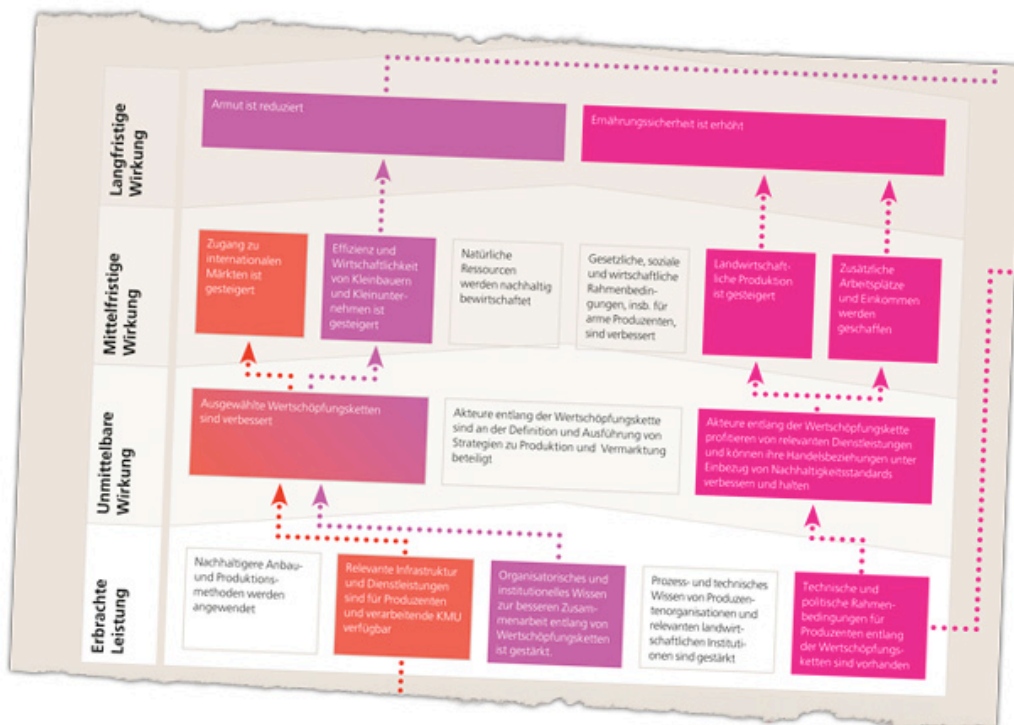 Langfristige
Wirkung
Armut ist reduziert
Ernährungssicherheit ist erhöht
Mittelfristige
Wirkung
Zugang zu
internationalen
Märkten ist
gesteigert
Effizienz und
Wirtschaftlichkeit
von Kleinbauern
und Kleinunter-
nehmen ist
gesteigert
Natürliche
Ressourcen
werden nachhaltig
bewirtschaftet
Gesetzliche, soziale
und wirtschaftliche
Rahmenbedin-
gungen, insb. für
arme Produzenten,
sind verbessert
Landwirtschaft-
liche Produktion
ist gesteigert
Zusätzliche
Arbeitsplätze
und Einkommen
werden
geschaffen
Unmittelbare
Wirkung
Ausgewählte Wertschöpfungsketten
sind verbessert
Akteure entlang der Wertschöpfungskette
sind an der Definition und Ausführung von
Strategien zu Produktion und Vermarktung
beteiligt
Akteure entlang der Wertschöpfungskette
profitieren von relevanten Dienstleistungen
und können ihre Handelsbeziehungen unter
Einbezug von Nachhaltigkeitsstandards
verbessern und halten
Erbrachte
Leistung
Nachhaltigere Anbau-
und Produktions-
methoden werden
angewendet
Relevante Infrastruktur
und Dienstleistungen
sind für Produzenten
und verarbeitende KMU
verfügbar
Organisatorisches und
institutionelles Wissen
zur besseren Zusam-
menarbeit entlang von
Wertschöpfungsketten
ist gestärkt.
Prozess- und technisches
Wissen von Produzen-
tenorganisationen und
relevanten landwirt-
schaftlichen Institut-
ionen sind gestärkt
Technische und
politische Rahmen-
bedingungen für
Produzenten entlang
der Wertschöpfungs-
ketten sind vorhanden